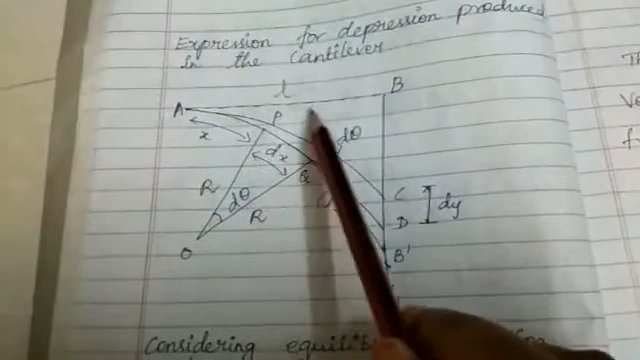 Expression for depression produced
in the Cantilever
l
A
B
P
x
dx
dθ
Q
R
dθ
R
C
dy
D
O
B'
Considering